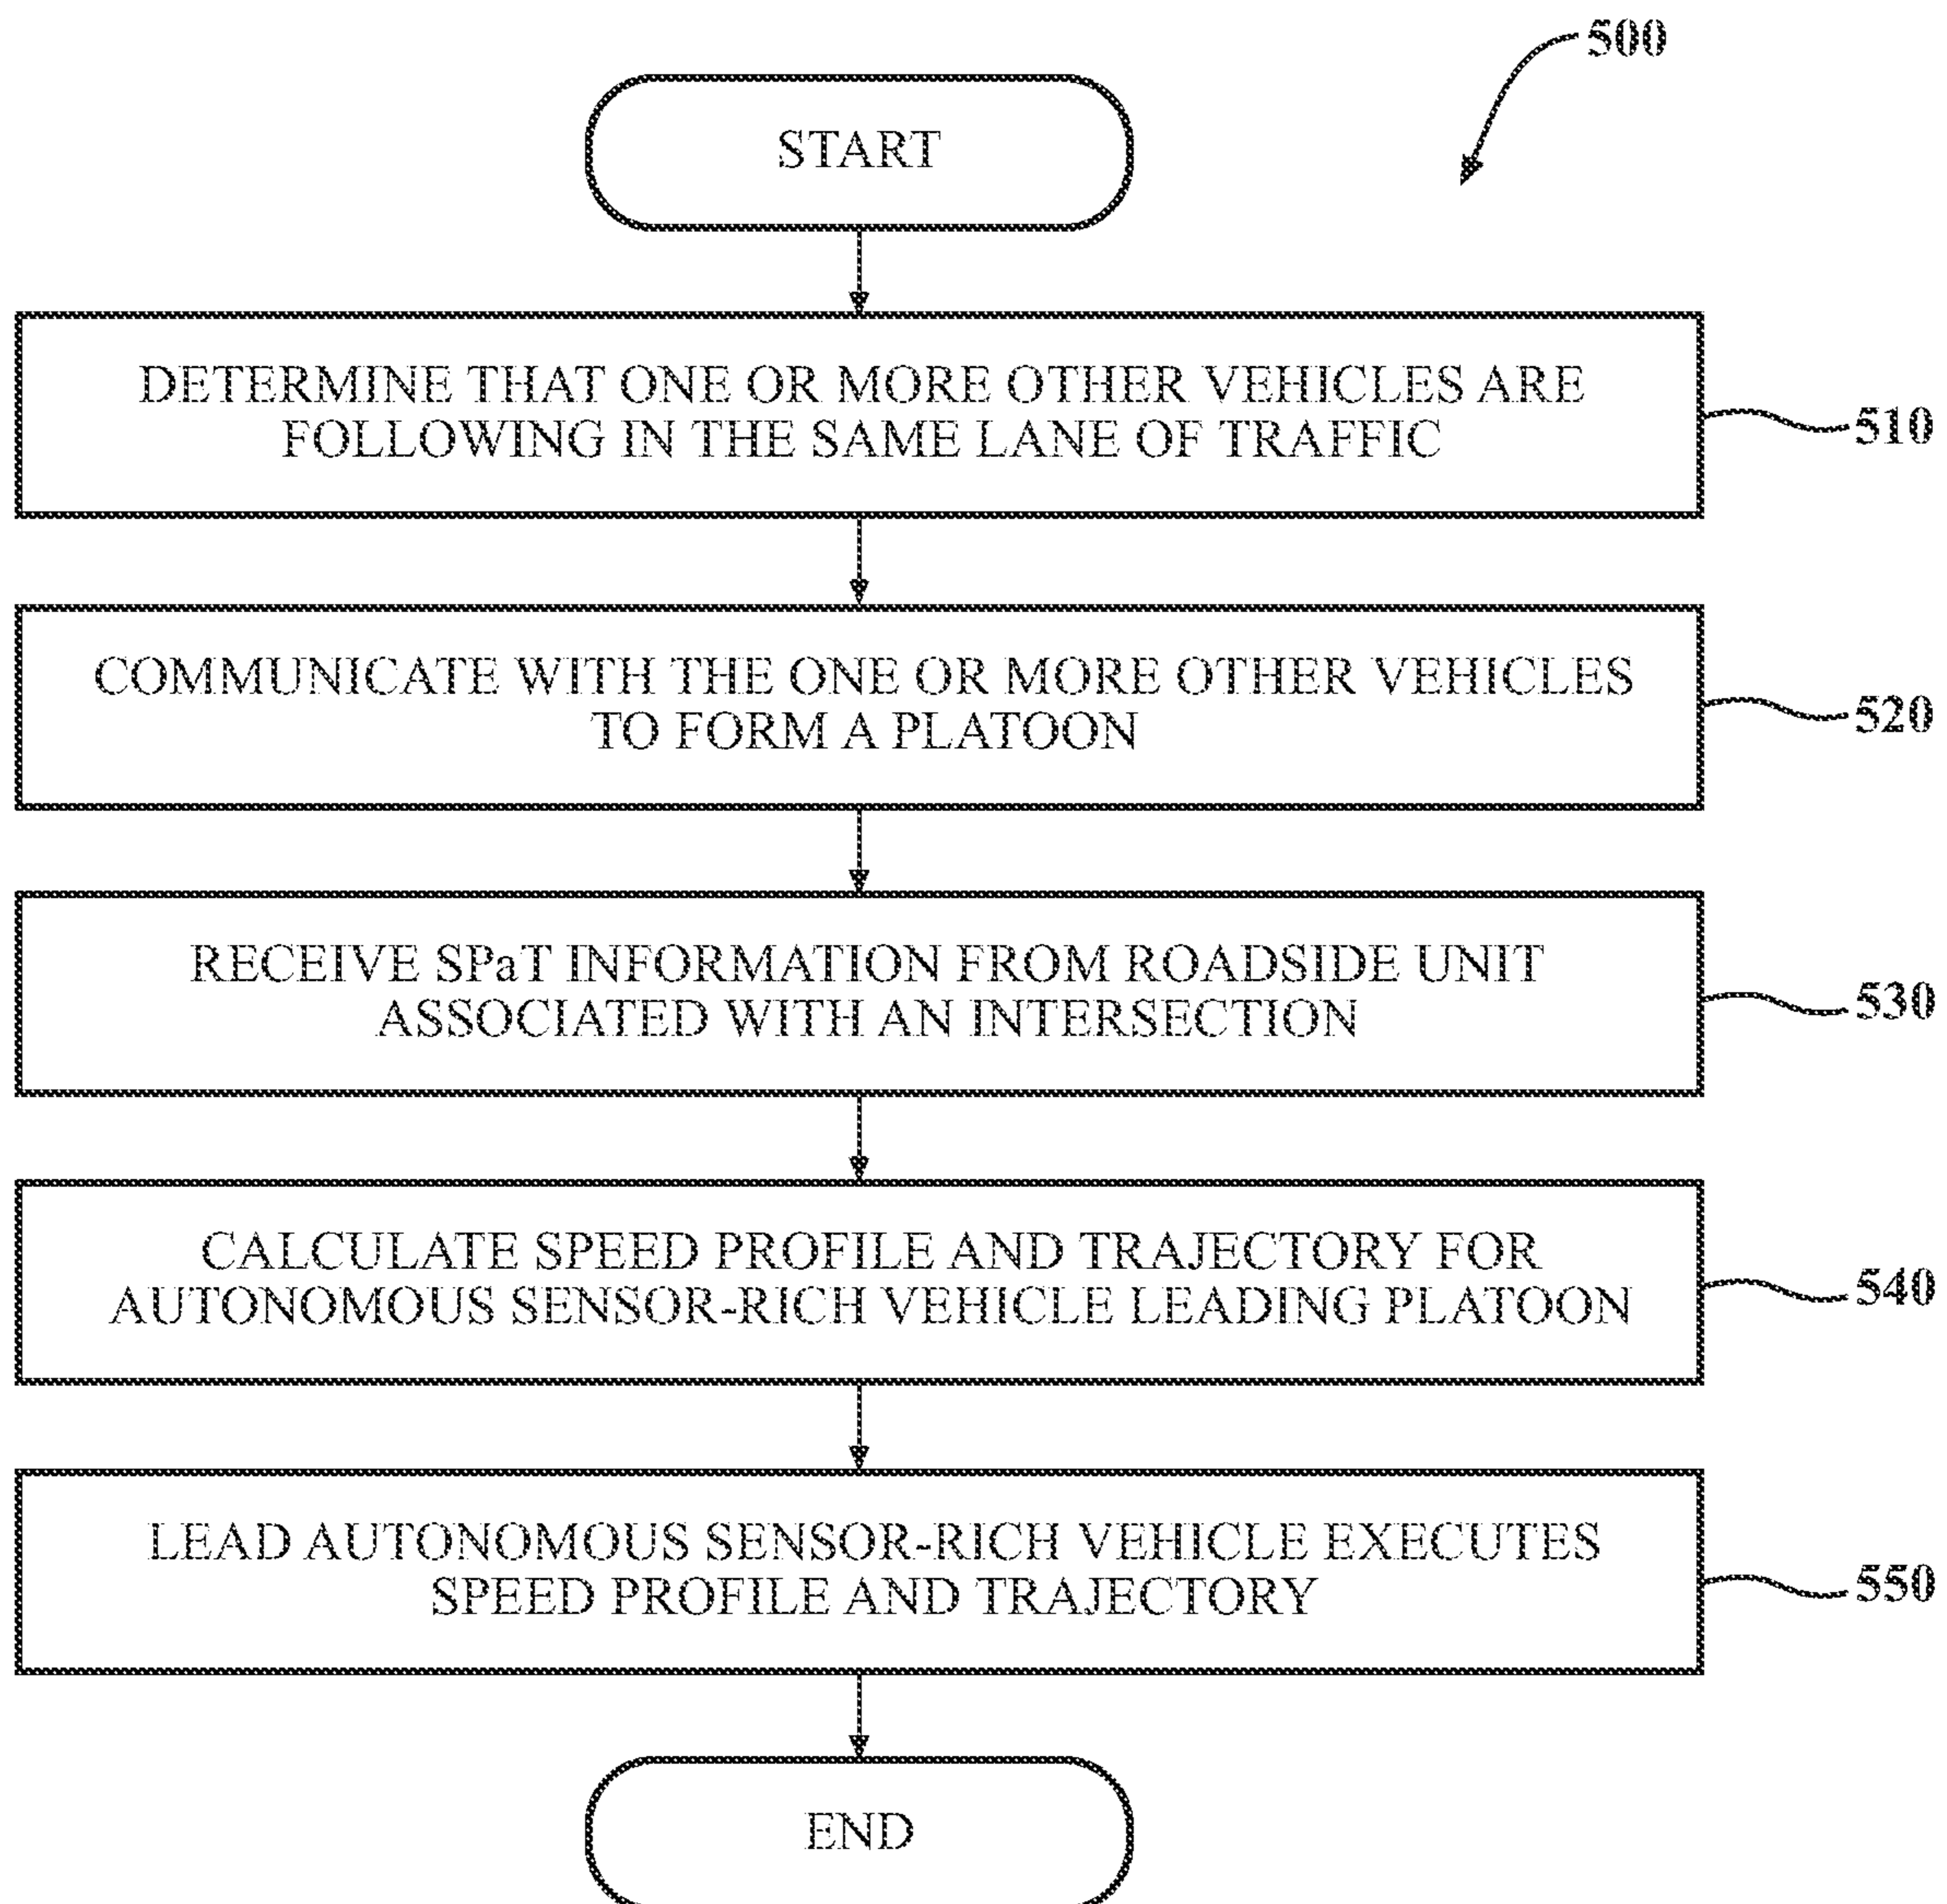 500
START
DETERMINE THAT ONE OR MORE OTHER VEHICLES ARE
FOLLOWING IN THE SAME LANE OF TRAFFIC
510
COMMUNICATE WITH THE ONE OR MORE OTHER VEHICLES
TO FORM A PLATOON
520
RECEIVE SPaT INFORMATION FROM ROADSIDE UNIT
ASSOCIATED WITH AN INTERSECTION
530
CALCULATE SPEED PROFILE AND TRAJECTORY FOR
AUTONOMOUS SENSOR-RICH VEHICLE LEADING PLATOON
540
LEAD AUTONOMOUS SENSOR-RICH VEHICLE EXECUTES
SPEED PROFILE AND TRAJECTORY
550
END